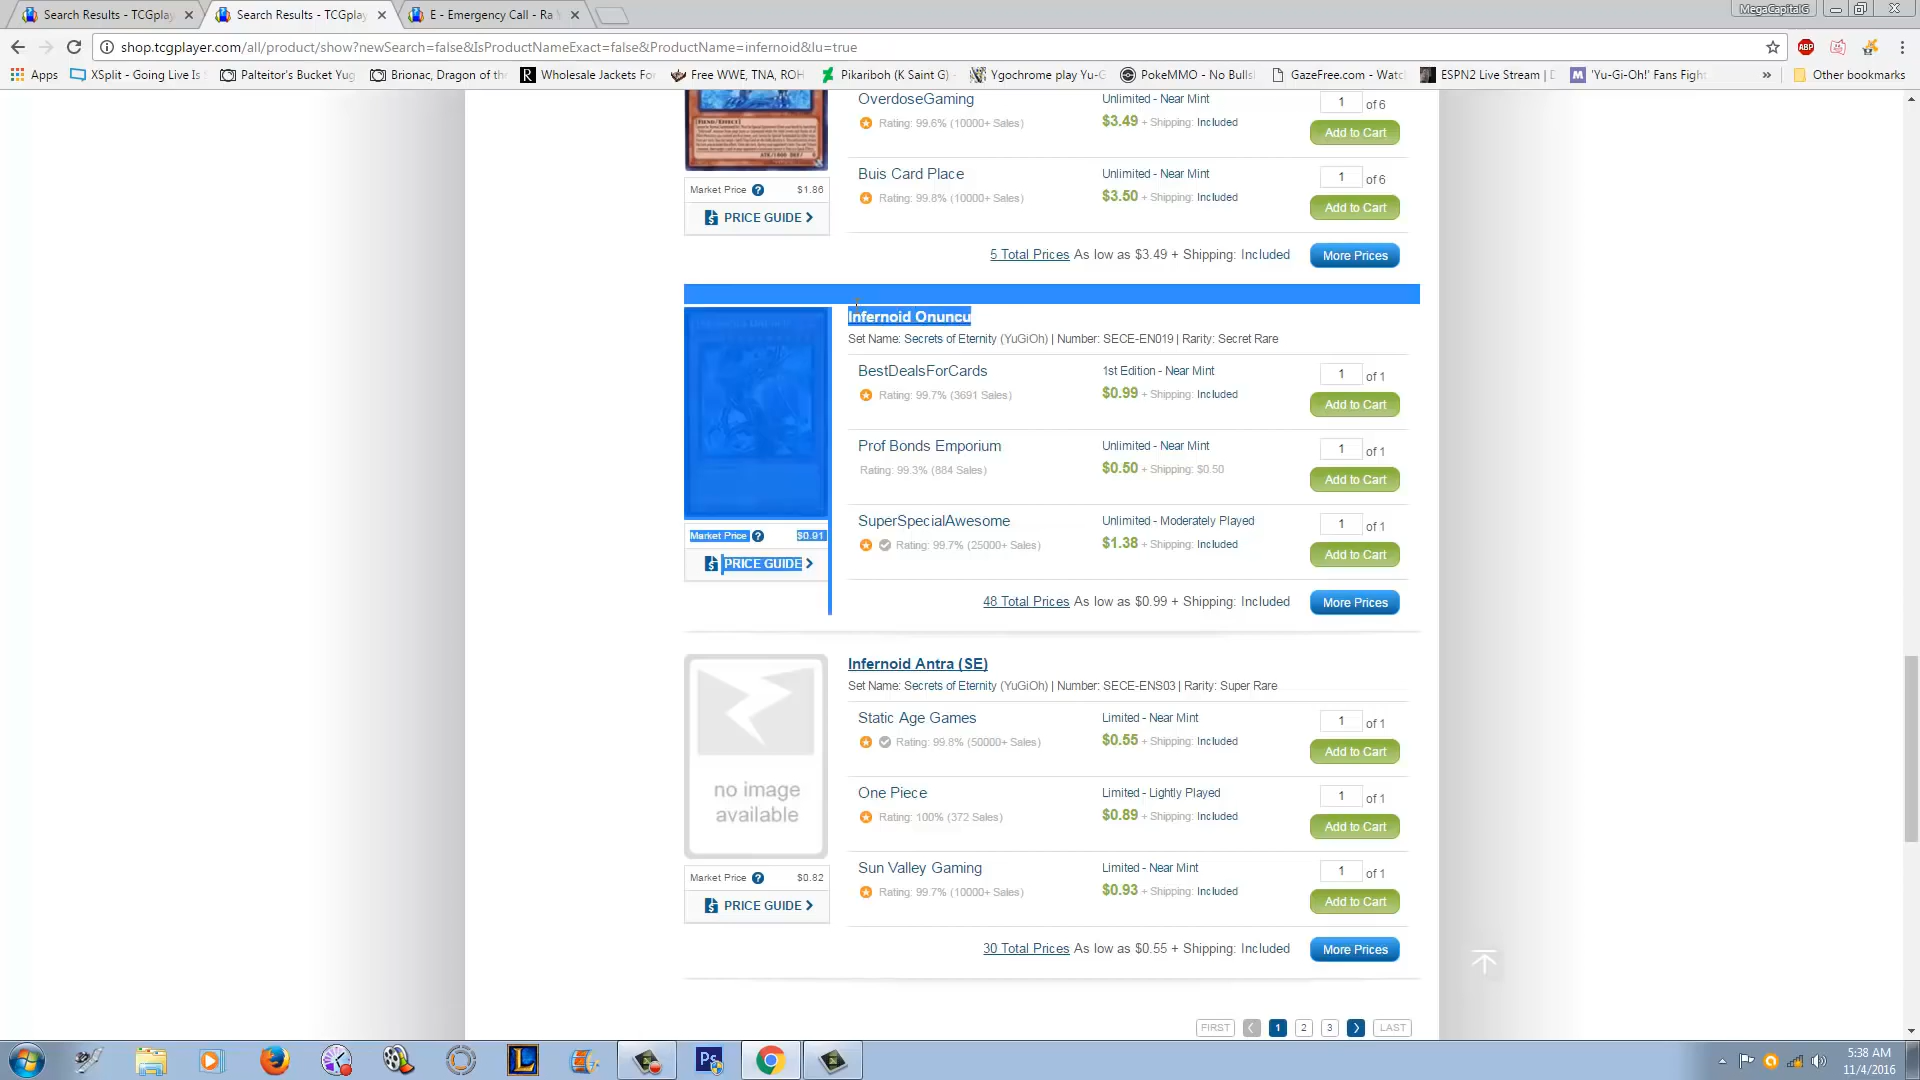 Search Results - TCGplay
Search Results - TCGplay
E - Emergency Call - Ra
MegaCapitalG
shop.tcgplayer.com/all/product/show?newSearch=false&IsProductNameExact=false&ProductName=infernoid&lu=true
ABP
Apps
XSplit - Going Live Is
Palteitor's Bucket Yug
Brionac, Dragon of the
Wholesale Jackets For
Free WWE, TNA, ROH
Pikariboh (K Saint G)
Ygochrome play Yu-G
PokeMMO - No Bulls
GazeFree.com - Watc
ESPN2 Live Stream | D
'Yu-Gi-Oh!' Fans Figh
»
Other bookmarks
OverdoseGaming
Unlimited - Near Mint
1 of 6
Rating: 99.6% (10000+ Sales)
$3.49 + Shipping: Included
Add to Cart
Buis Card Place
Unlimited - Near Mint
1 of 6
Rating: 99.8% (10000+ Sales)
$3.50 + Shipping: Included
Add to Cart
Market Price ? $1.86
PRICE GUIDE
5 Total Prices As low as $3.49 + Shipping: Included
More Prices
Infernoid Onuncu
Set Name: Secrets of Eternity (YuGiOh) | Number: SECE-EN019 | Rarity: Secret Rare
BestDealsForCards
1st Edition - Near Mint
1 of 1
Rating: 99.7% (3691 Sales)
$0.99 + Shipping: Included
Add to Cart
Prof Bonds Emporium
Unlimited - Near Mint
1 of 1
Rating: 99.3% (884 Sales)
$0.50 + Shipping: $0.50
Add to Cart
SuperSpecialAwesome
Unlimited - Moderately Played
1 of 1
Rating: 99.7% (25000+ Sales)
$1.38 + Shipping: Included
Add to Cart
Market Price ? $0.91
PRICE GUIDE
48 Total Prices As low as $0.99 + Shipping: Included
More Prices
Infernoid Antra (SE)
Set Name: Secrets of Eternity (YuGiOh) | Number: SECE-ENS03 | Rarity: Super Rare
Static Age Games
Limited - Near Mint
1 of 1
Rating: 99.8% (50000+ Sales)
$0.55 + Shipping: Included
Add to Cart
One Piece
Limited - Lightly Played
1 of 1
Rating: 100% (372 Sales)
$0.89 + Shipping: Included
Add to Cart
Sun Valley Gaming
Limited - Near Mint
1 of 1
Rating: 99.7% (10000+ Sales)
$0.93 + Shipping: Included
Add to Cart
no image
available
Market Price ? $0.82
PRICE GUIDE
30 Total Prices As low as $0.55 + Shipping: Included
More Prices
FIRST 1 2 3 LAST
L
Ps
5:38 AM
11/4/2016